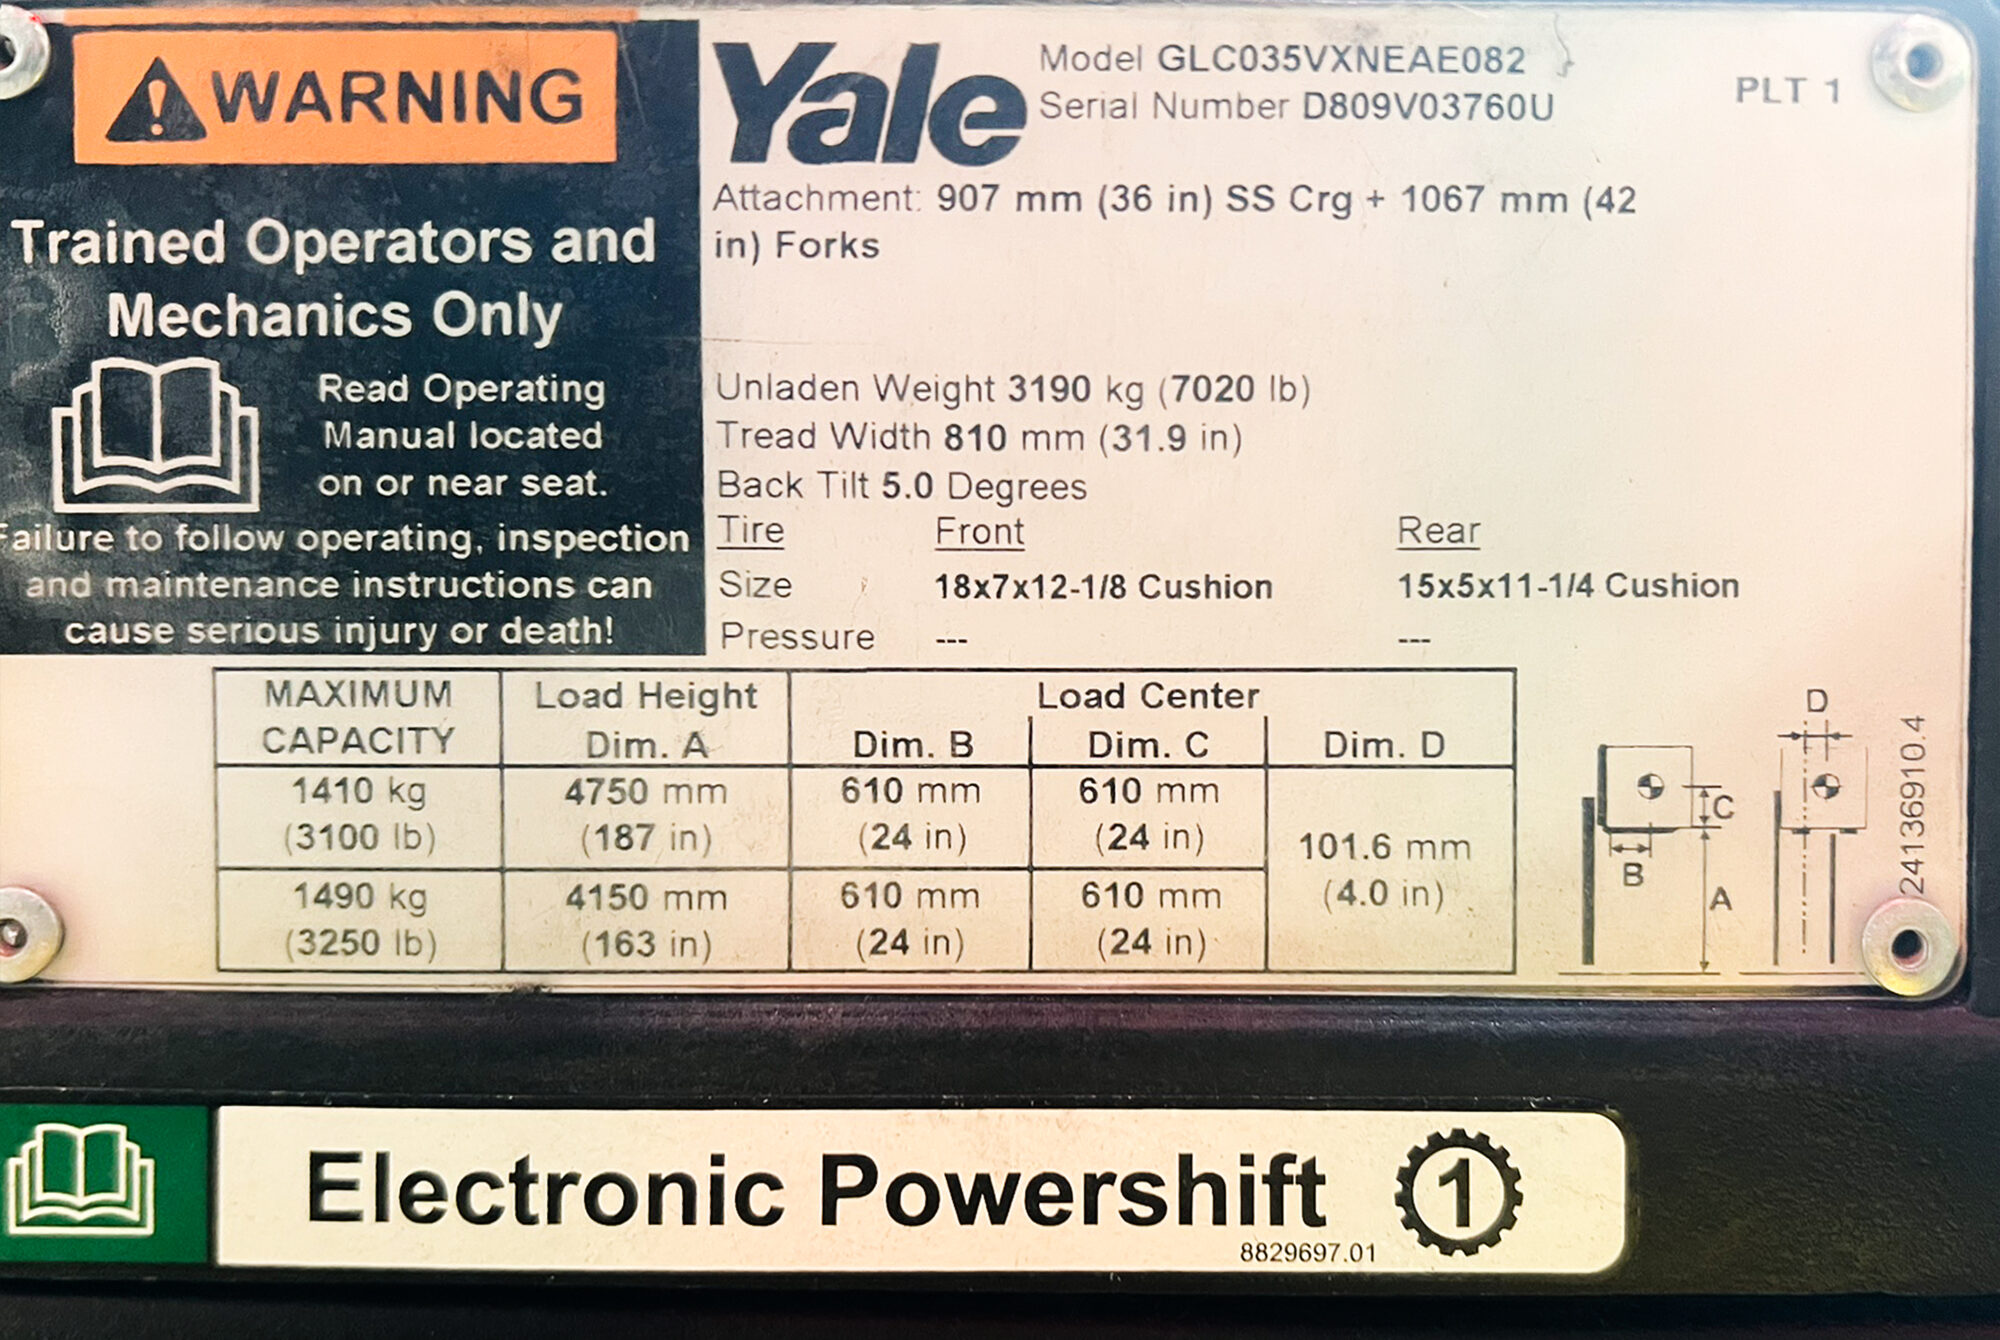 WARNING
Trained Operators and
Mechanics Only
Read Operating
Manual located
on or near seat.
Failure to follow operating, inspection
and maintenance instructions can
cause serious injury or death!
Yale
Model GLC035VXNEAE082
Serial Number D809V03760U
PLT 1
Attachment: 907 mm (36 in) SS Crg + 1067 mm (42
in) Forks
Unladen Weight 3190 kg (7020 lb)
Tread Width 810 mm (31.9 in)
Back Tilt 5.0 Degrees
Tire Front Rear
Size 18x7x12-1/8 Cushion 15x5x11-1/4 Cushion
Pressure --- ---
MAXIMUM Load Height Load Center
CAPACITY Dim. A Dim. B Dim. C Dim. D
1410 kg 4750 mm 610 mm 610 mm
(3100 lb) (187 in) (24 in) (24 in)
101.6 mm
(4.0 in)
1490 kg 4150 mm 610 mm 610 mm
(3250 lb) (163 in) (24 in) (24 in)
D
C
B
A
24136910.4
Electronic Powershift 1
8829697.01